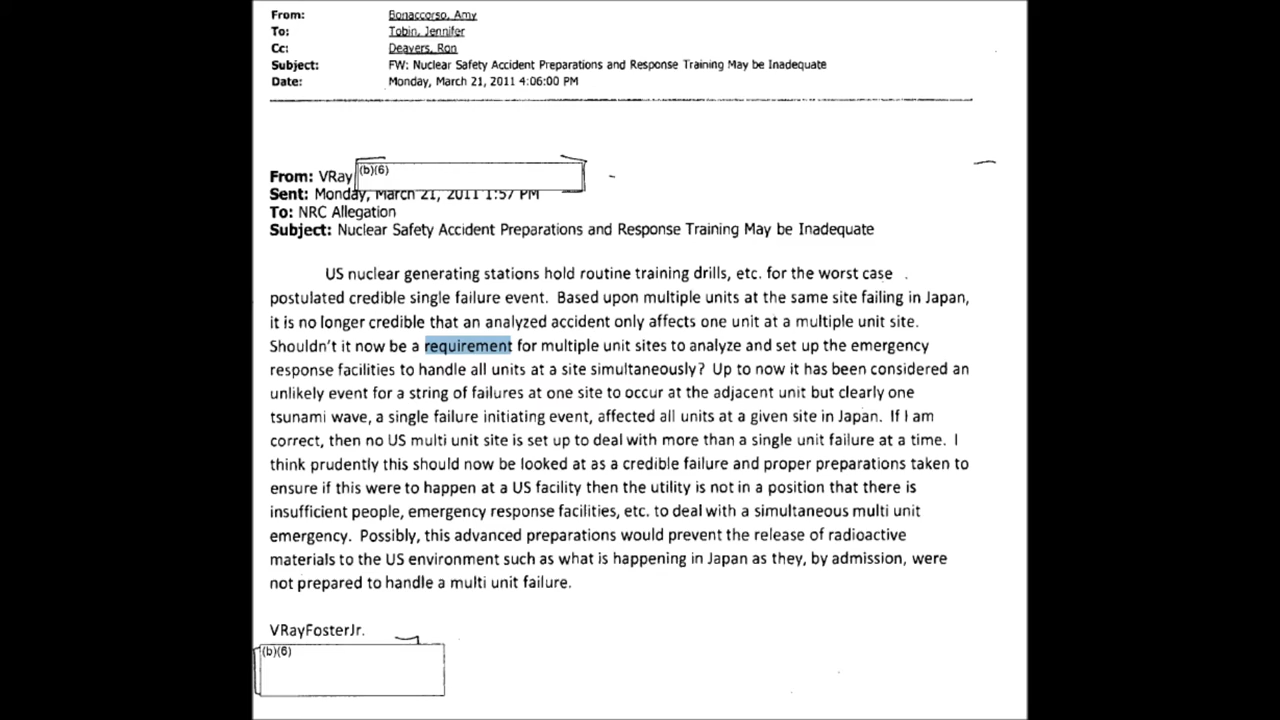 From: Bonaccorso, Amy
To: Tobin, Jennifer
Cc: Deavers, Ron
Subject: FW: Nuclear Safety Accident Preparations and Response Training May be Inadequate
Date: Monday, March 21, 2011 4:06:00 PM
From: VRay (b)(6)
Sent: Monday, March 21, 2011 1:57 PM
To: NRC Allegation
Subject: Nuclear Safety Accident Preparations and Response Training May be Inadequate
US nuclear generating stations hold routine training drills, etc. for the worst case
postulated credible single failure event. Based upon multiple units at the same site failing in Japan,
it is no longer credible that an analyzed accident only affects one unit at a multiple unit site.
Shouldn't it now be a requirement for multiple unit sites to analyze and set up the emergency
response facilities to handle all units at a site simultaneously? Up to now it has been considered an
unlikely event for a string of failures at one site to occur at the adjacent unit but clearly one
tsunami wave, a single failure initiating event, affected all units at a given site in Japan. If I am
correct, then no US multi unit site is set up to deal with more than a single unit failure at a time. I
think prudently this should now be looked at as a credible failure and proper preparations taken to
ensure if this were to happen at a US facility then the utility is not in a position that there is
insufficient people, emergency response facilities, etc. to deal with a simultaneous multi unit
emergency. Possibly, this advanced preparations would prevent the release of radioactive
materials to the US environment such as what is happening in Japan as they, by admission, were
not prepared to handle a multi unit failure.
VRayFosterJr.
(b)(6)